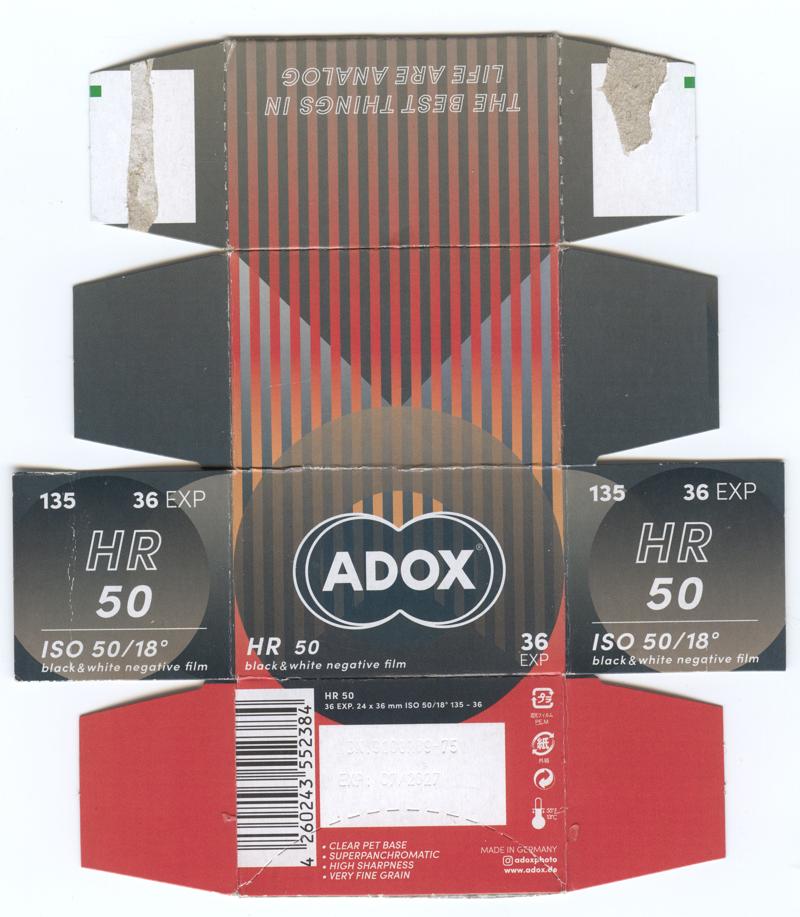 THE BEST THINGS IN
LIFE ARE ANALOG
135 36 EXP
HR
50
ISO 50/18°
black&white negative film
ADOX®
HR 50
black&white negative film
36
EXP
135 36 EXP
HR
50
ISO 50/18°
black&white negative film
HR 50
36 EXP. 24 x 36 mm ISO 50/18° 135 - 36
EXP: 07/2027
4 260243 552384
紙
外箱
• CLEAR PET BASE
• SUPERPANCHROMATIC
• HIGH SHARPNESS
• VERY FINE GRAIN
MADE IN GERMANY
adoxphoto
www.adox.de